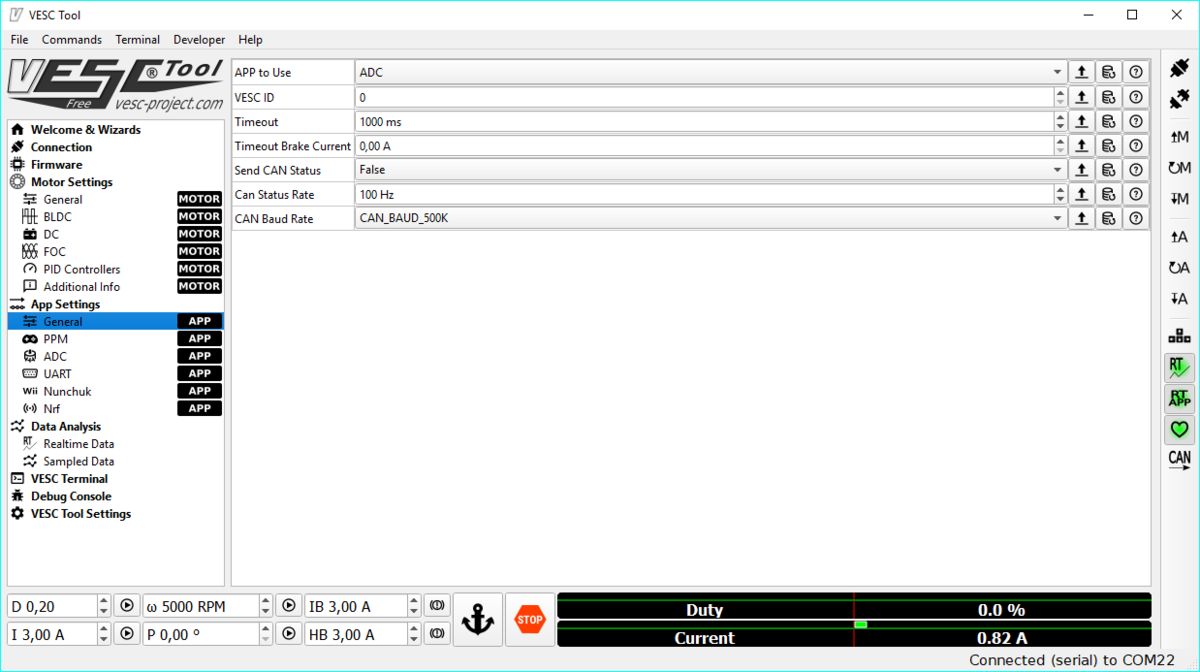 VESC Tool
File Commands Terminal Developer Help
VESC® Tool
Free vesc-project.com
Welcome & Wizards
Connection
Firmware
Motor Settings
General MOTOR
BLDC MOTOR
DC MOTOR
FOC MOTOR
PID Controllers MOTOR
Additional Info MOTOR
App Settings
General APP
PPM APP
ADC APP
UART APP
Wii Nunchuk APP
Nrf APP
Data Analysis
RT Realtime Data
Sampled Data
VESC Terminal
Debug Console
VESC Tool Settings
APP to Use ADC
VESC ID 0
Timeout 1000 ms
Timeout Brake Current 0,00 A
Send CAN Status False
Can Status Rate 100 Hz
CAN Baud Rate CAN_BAUD_500K
M
M
M
A
A
A
RT
RT
APP
CAN
D 0,20 ω 5000 RPM IB 3,00 A
I 3,00 A P 0,00 ° HB 3,00 A
STOP
Duty 0.0 %
Current 0.82 A
Connected (serial) to COM22